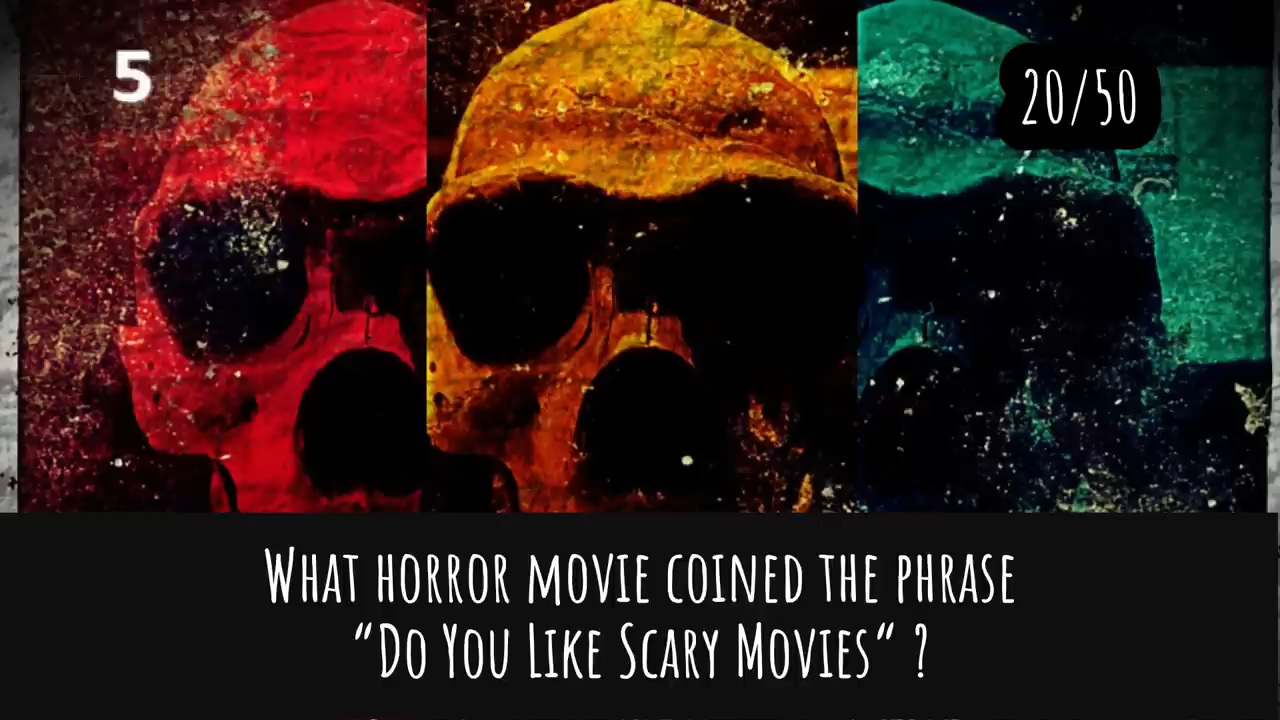 5
20/50
What horror movie coined the phrase
“Do You Like Scary Movies“ ?